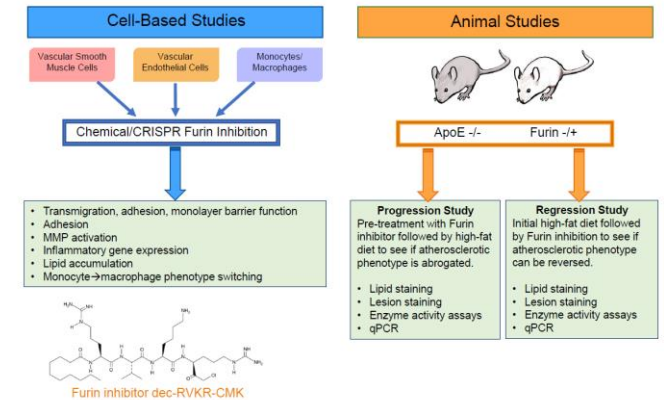 Cell-Based Studies
Vascular Smooth
Muscle Cells
Vascular
Endothelial Cells
Monocytes/
Macrophages
Chemical/CRISPR Furin Inhibition
• Transmigration, adhesion, monolayer barrier function
• Adhesion
• MMP activation
• Inflammatory gene expression
• Lipid accumulation
• Monocyte→macrophage phenotype switching
Furin inhibitor dec-RVKR-CMK
Animal Studies
ApoE -/-
Furin -/+
Progression Study
Pre-treatment with Furin
inhibitor followed by high-fat
diet to see if atherosclerotic
phenotype is abrogated.
• Lipid staining
• Lesion staining
• Enzyme activity assays
• qPCR
Regression Study
Initial high-fat diet followed
by Furin inhibition to see if
atherosclerotic phenotype
can be reversed.
• Lipid staining
• Lesion staining
• Enzyme activity assays
• qPCR